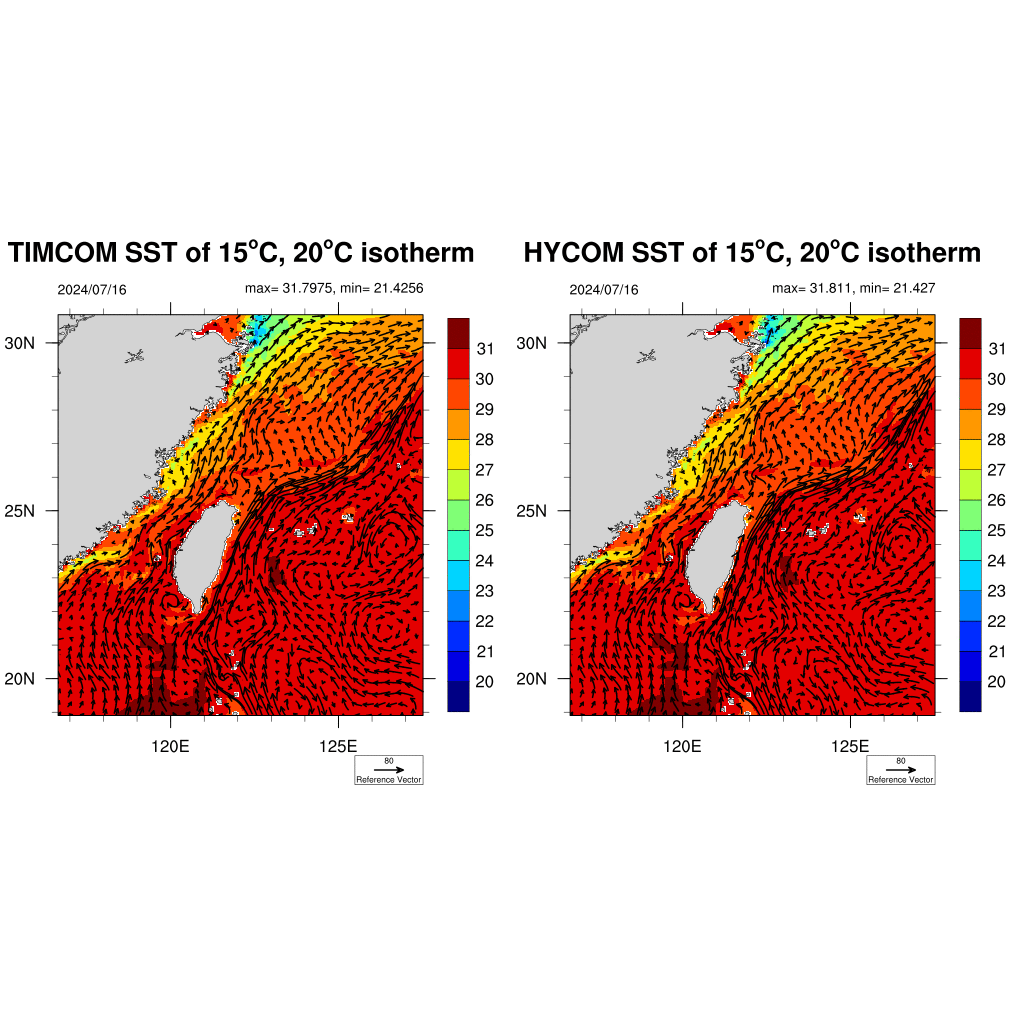 TIMCOM SST of 15°C, 20°C isotherm
2024/07/16 max= 31.7975, min= 21.4256
30N
25N
20N
120E 125E
31
30
29
28
27
26
25
24
23
22
21
20
80
Reference Vector
HYCOM SST of 15°C, 20°C isotherm
2024/07/16 max= 31.811, min= 21.427
30N
25N
20N
120E 125E
31
30
29
28
27
26
25
24
23
22
21
20
80
Reference Vector